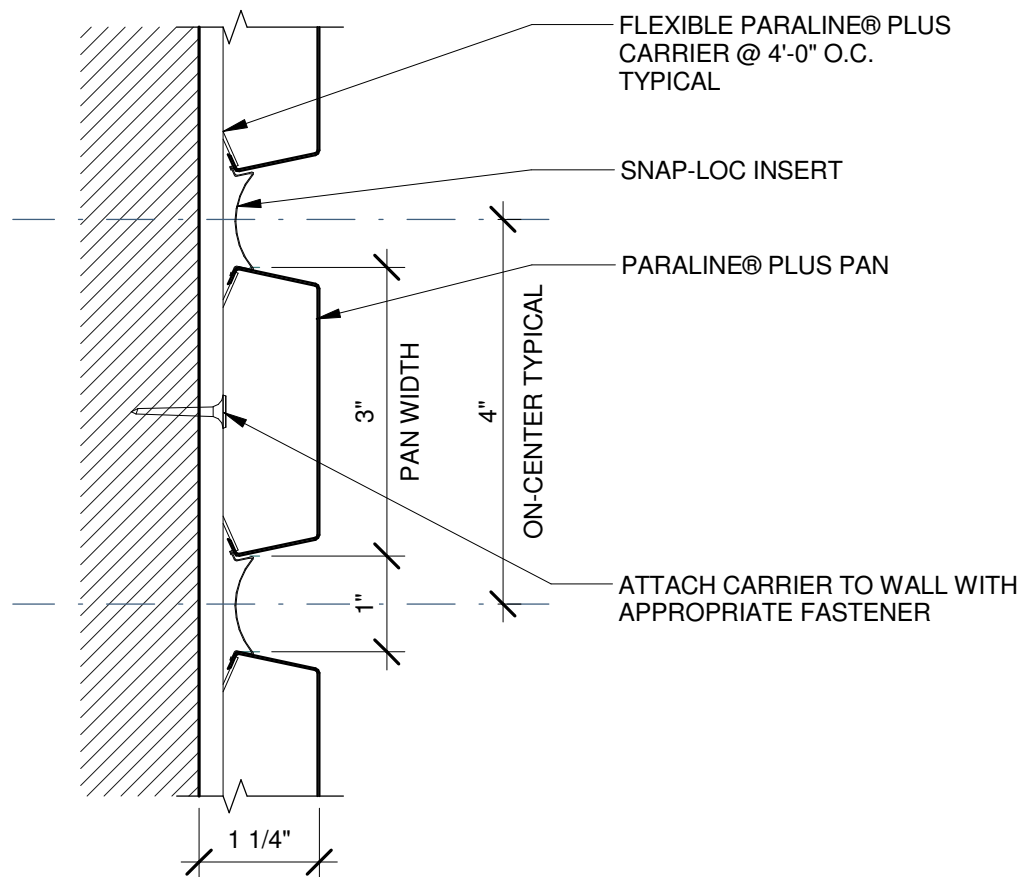 FLEXIBLE PARALINE® PLUS
CARRIER @ 4'-0" O.C.
TYPICAL
SNAP-LOC INSERT
PARALINE® PLUS PAN
3"
PAN WIDTH
4"
ON-CENTER TYPICAL
1"
ATTACH CARRIER TO WALL WITH
APPROPRIATE FASTENER
1 1/4"